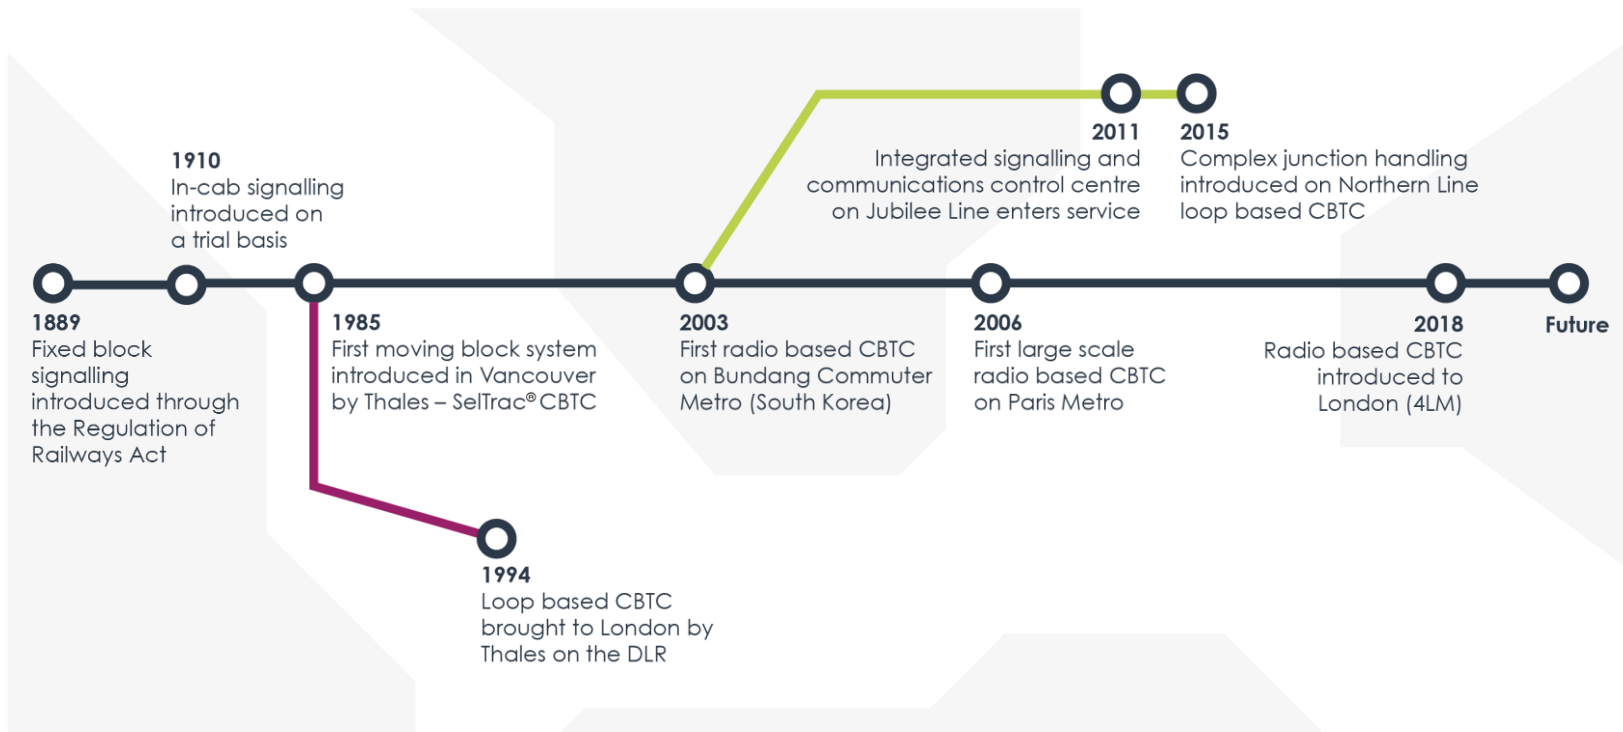 1910
In-cab signalling
introduced on
a trial basis
2011
Integrated signalling and
communications control centre
on Jubilee Line enters service
2015
Complex junction handling
introduced on Northern Line
loop based CBTC
1889
Fixed block
signalling
introduced through
the Regulation of
Railways Act
1985
First moving block system
introduced in Vancouver
by Thales – SelTrac® CBTC
2003
First radio based CBTC
on Bundang Commuter
Metro (South Korea)
2006
First large scale
radio based CBTC
on Paris Metro
2018
Radio based CBTC
introduced to
London (4LM)
Future
1994
Loop based CBTC
brought to London by
Thales on the DLR